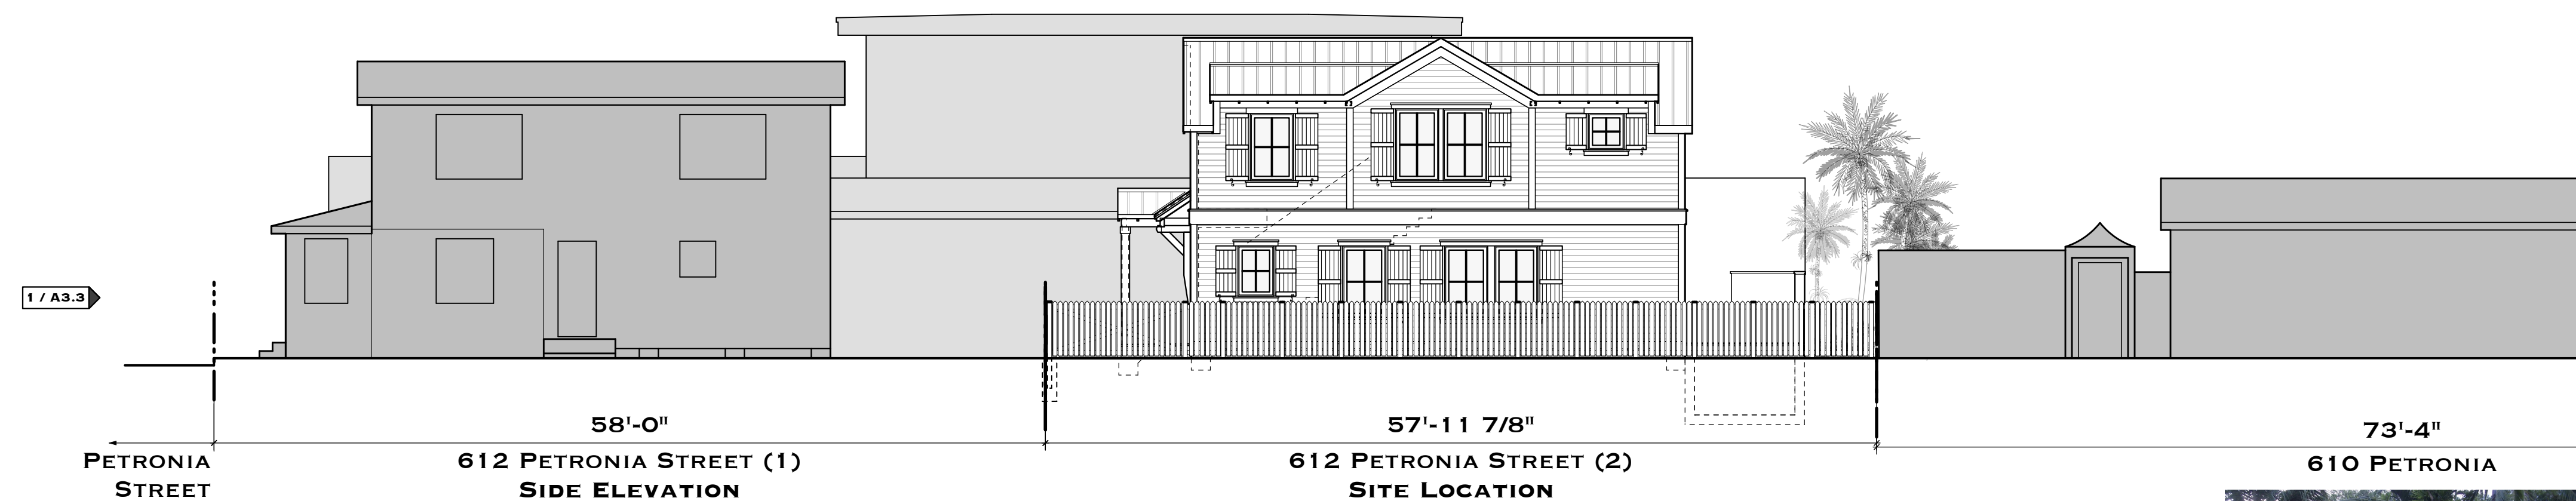 1 / A3.3
58'-0"
57'-11 7/8"
73'-4"
PETRONIA
STREET
612 PETRONIA STREET (1)
SIDE ELEVATION
612 PETRONIA STREET (2)
SITE LOCATION
610 PETRONIA